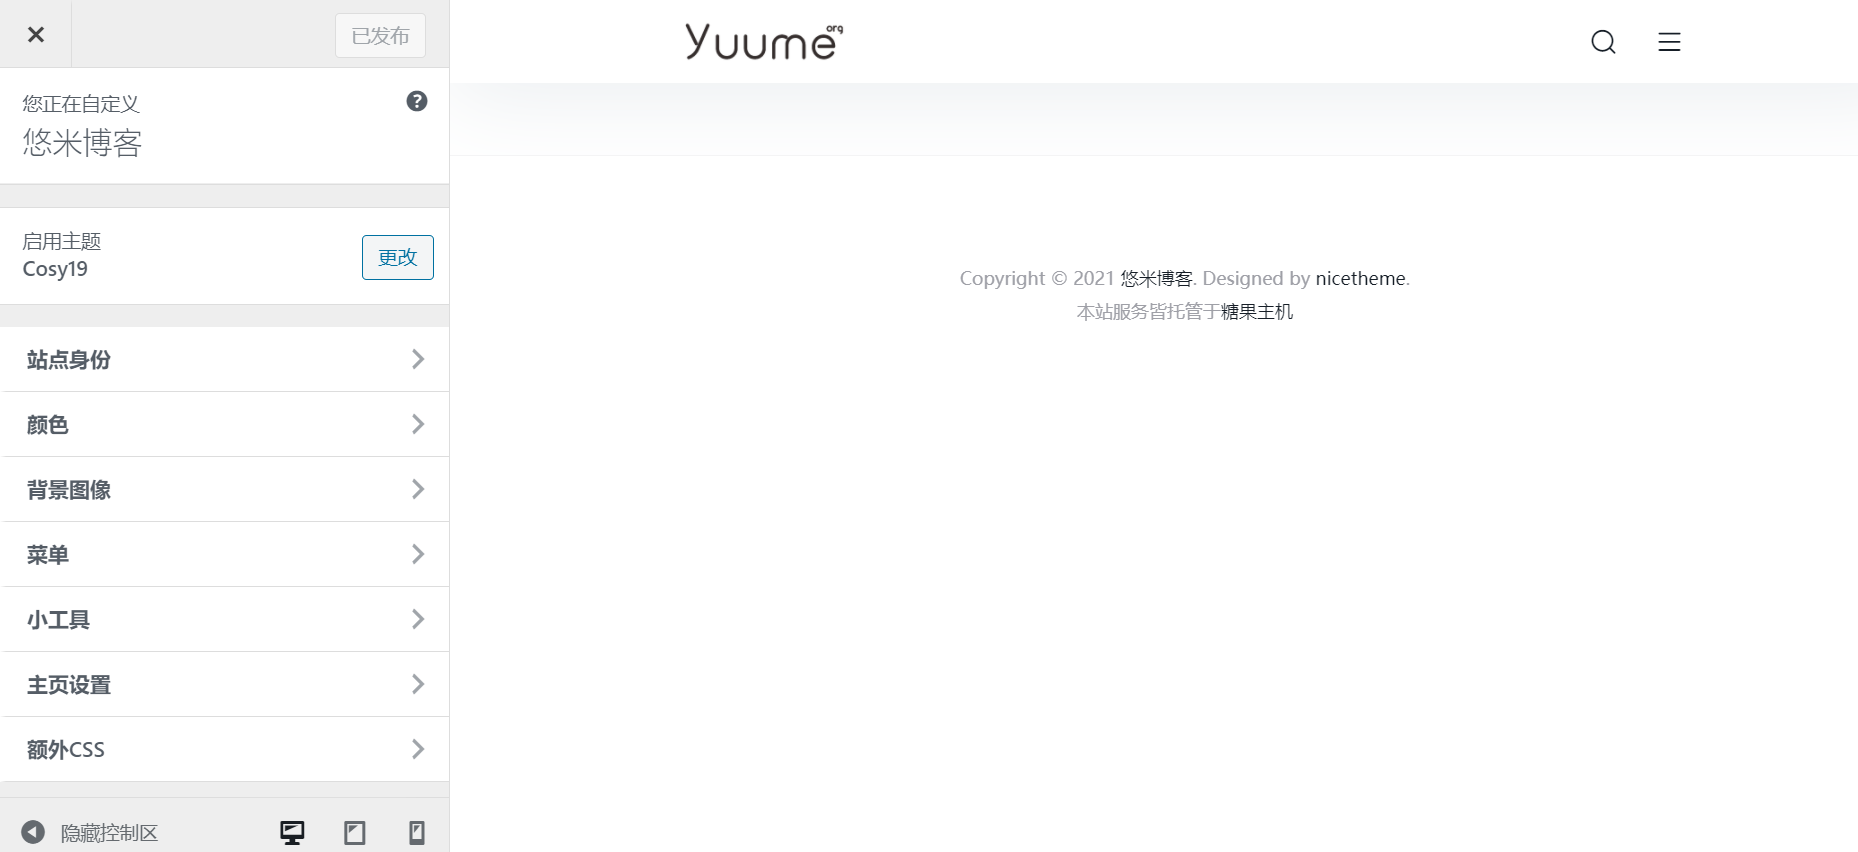 已发布
您正在自定义
悠米博客
启用主题
Cosy19
更改
站点身份
颜色
背景图像
菜单
小工具
主页设置
额外CSS
隐藏控制区
Yuume org
Copyright © 2021 悠米博客. Designed by nicetheme.
本站服务皆托管于糖果主机